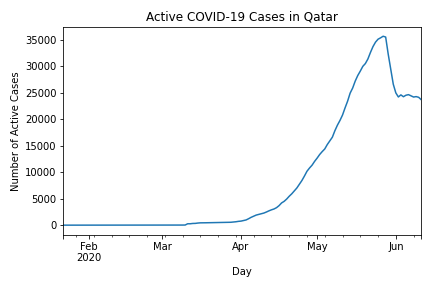 Active COVID-19 Cases in Qatar
Number of Active Cases
35000
30000
25000
20000
15000
10000
5000
0
Feb Mar Apr May Jun
2020
Day